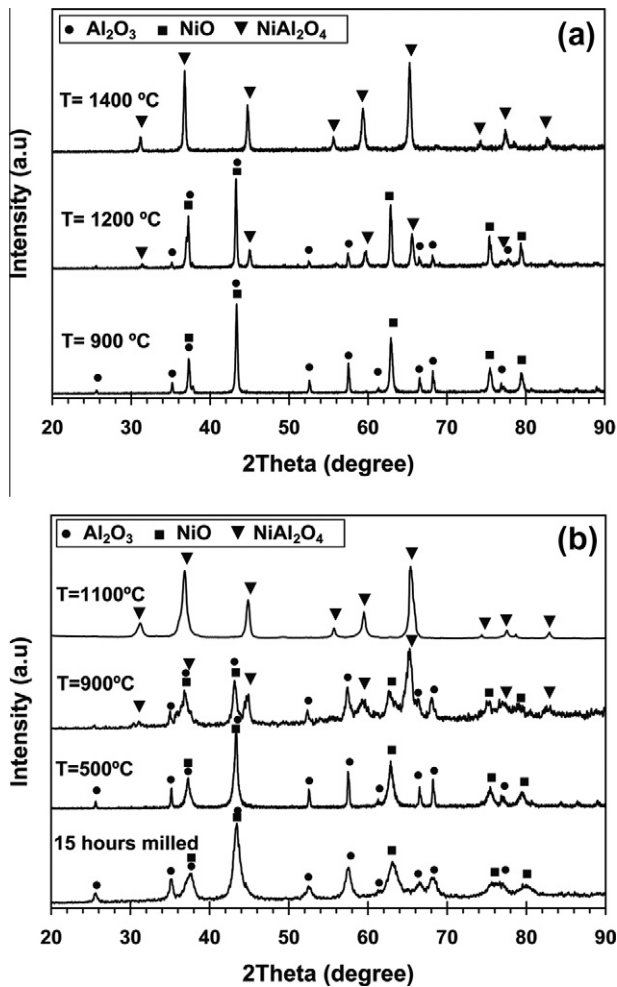 ● Al₂O₃ ■ NiO ▼ NiAl₂O₄
(a)
T= 1400 ºC
T= 1200 ºC
T= 900 ºC
Intensity (a.u)
20 30 40 50 60 70 80 90
2Theta (degree)
● Al₂O₃ ■ NiO ▼ NiAl₂O₄
(b)
T=1100ºC
T=900ºC
T=500ºC
15 hours milled
Intensity (a.u)
20 30 40 50 60 70 80 90
2Theta (degree)